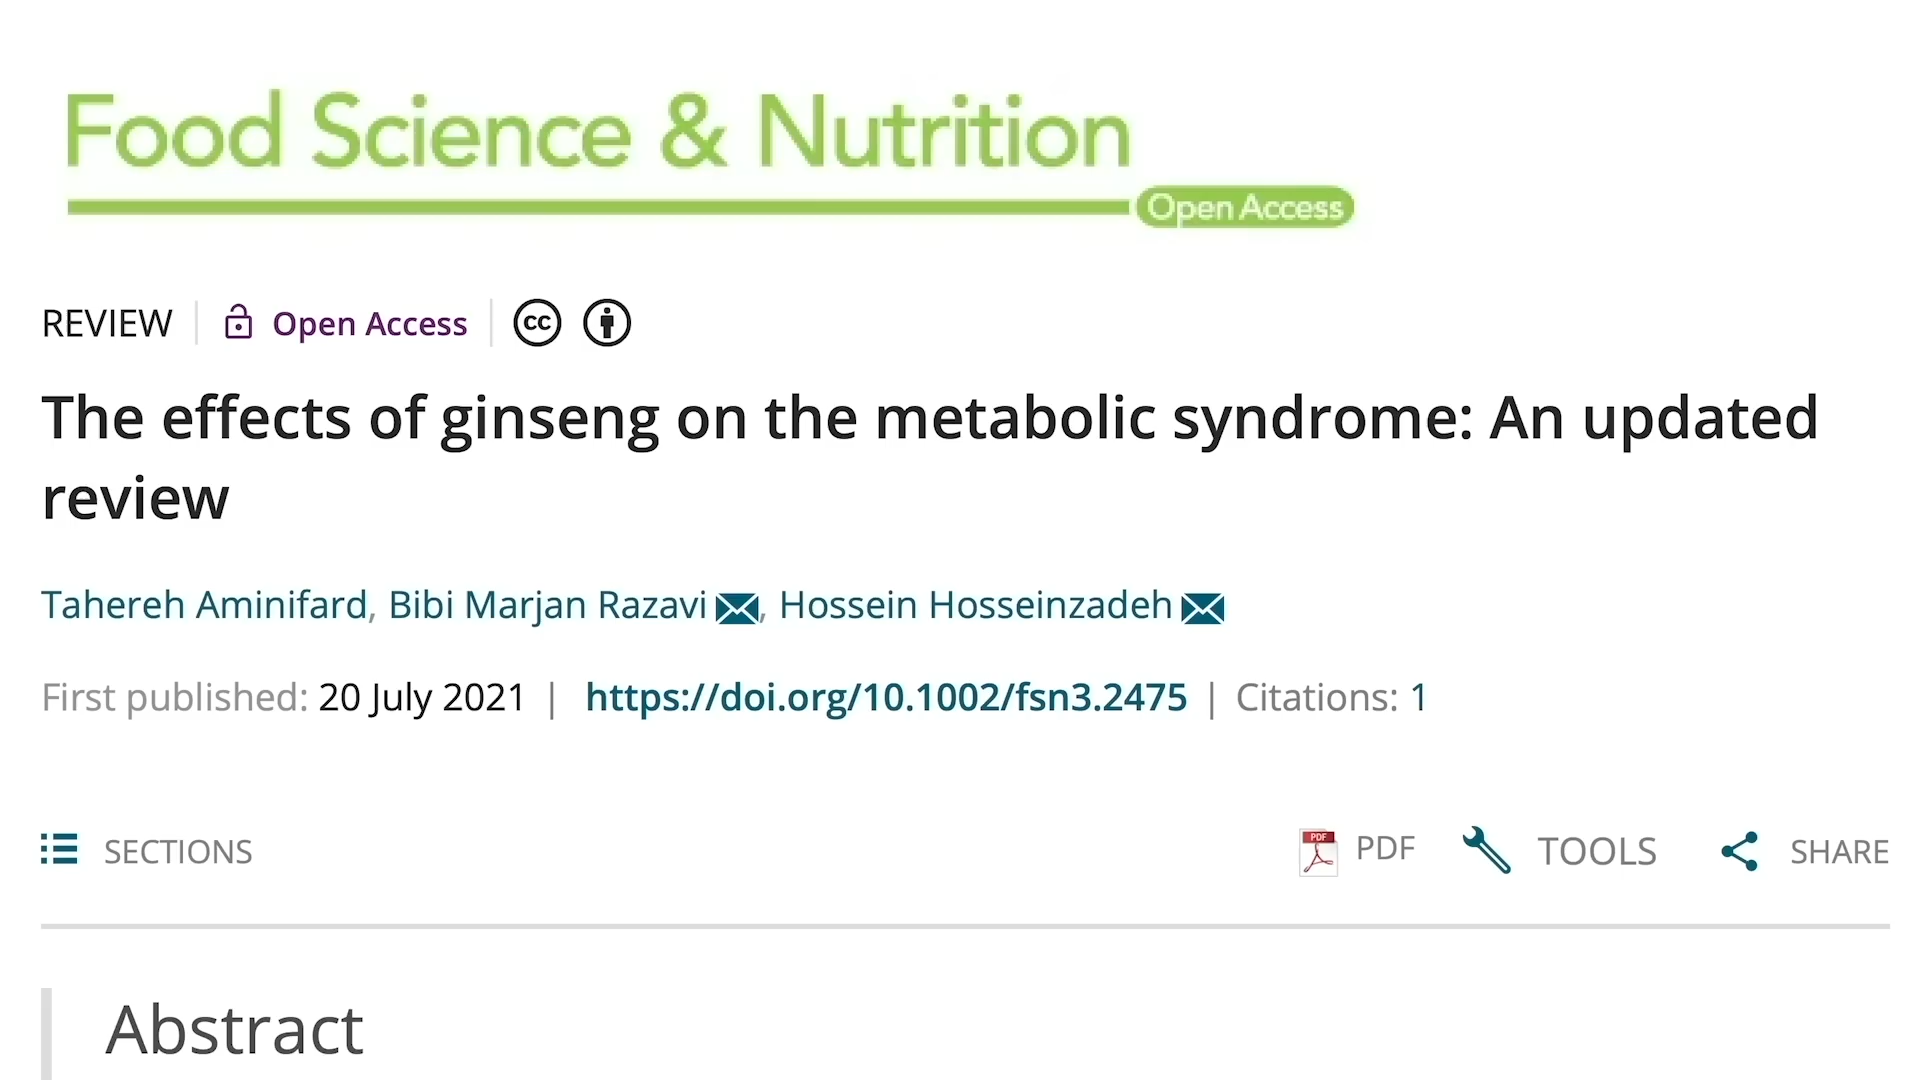 Food Science & Nutrition
Open Access
REVIEW | Open Access | cc
The effects of ginseng on the metabolic syndrome: An updated
review
Tahereh Aminifard, Bibi Marjan Razavi, Hossein Hosseinzadeh
First published: 20 July 2021 | https://doi.org/10.1002/fsn3.2475 | Citations: 1
SECTIONS PDF PDF TOOLS SHARE
Abstract